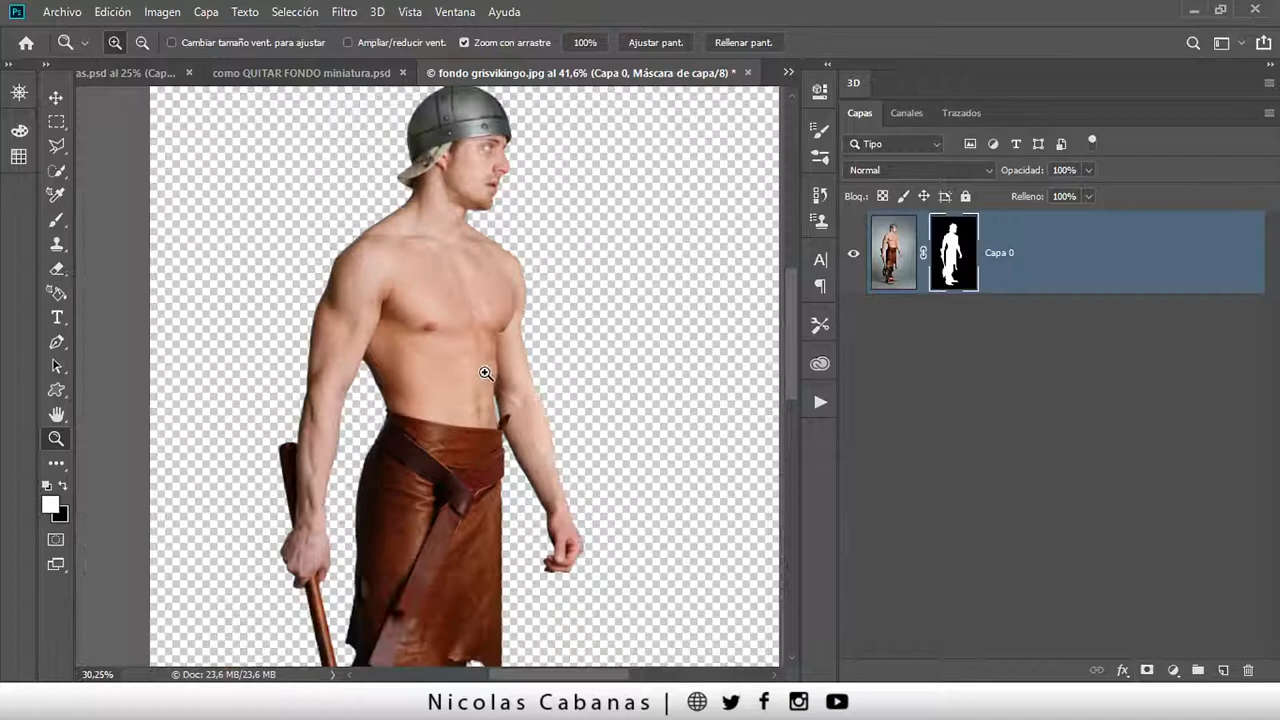 Ps Archivo Edición Imagen Capa Texto Selección Filtro 3D Vista Ventana Ayuda
Cambiar tamaño vent. para ajustar Ampliar/reducir vent. Zoom con arrastre 100% Ajustar pant. Rellenar pant.
as.psd al 25% (Cap... × como QUITAR FONDO miniatura.psd × © fondo grisvikingo.jpg al 41,6% (Capa 0, Máscara de capa/8) * ×
3D
Capas Canales Trazados
Tipo
Normal Opacidad: 100%
Bloq.: Relleno: 100%
Capa 0
30,25% © Doc: 23,6 MB/23,6 MB
Nicolas Cabanas |